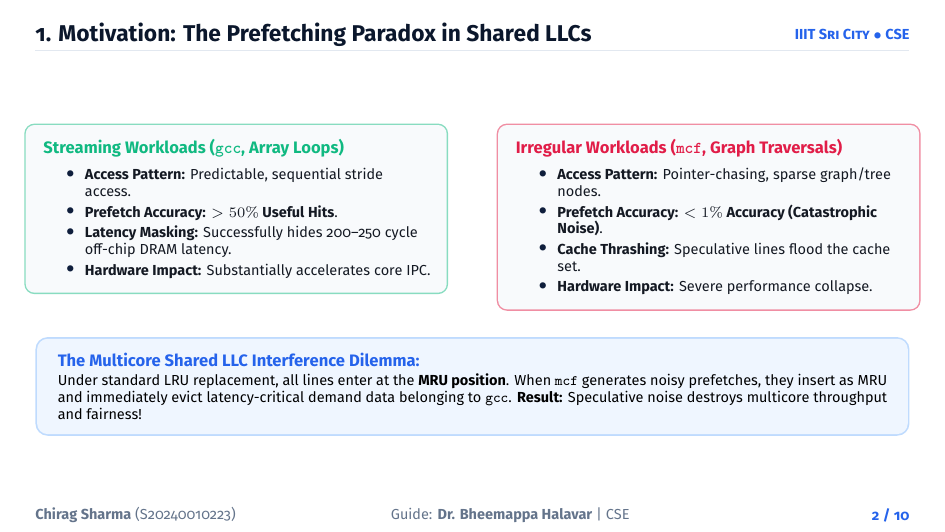 1. Motivation: The Prefetching Paradox in Shared LLCs
IIIT Sri City • CSE
Streaming Workloads (gcc, Array Loops)
• Access Pattern: Predictable, sequential stride
access.
• Prefetch Accuracy: > 50% Useful Hits.
• Latency Masking: Successfully hides 200–250 cycle
off-chip DRAM latency.
• Hardware Impact: Substantially accelerates core IPC.
Irregular Workloads (mcf, Graph Traversals)
• Access Pattern: Pointer-chasing, sparse graph/tree
nodes.
• Prefetch Accuracy: < 1% Accuracy (Catastrophic
Noise).
• Cache Thrashing: Speculative lines flood the cache
set.
• Hardware Impact: Severe performance collapse.
The Multicore Shared LLC Interference Dilemma:
Under standard LRU replacement, all lines enter at the MRU position. When mcf generates noisy prefetches, they insert as MRU
and immediately evict latency-critical demand data belonging to gcc. Result: Speculative noise destroys multicore throughput
and fairness!
Chirag Sharma (S20240010223)
Guide: Dr. Bheemappa Halavar | CSE
2 / 10